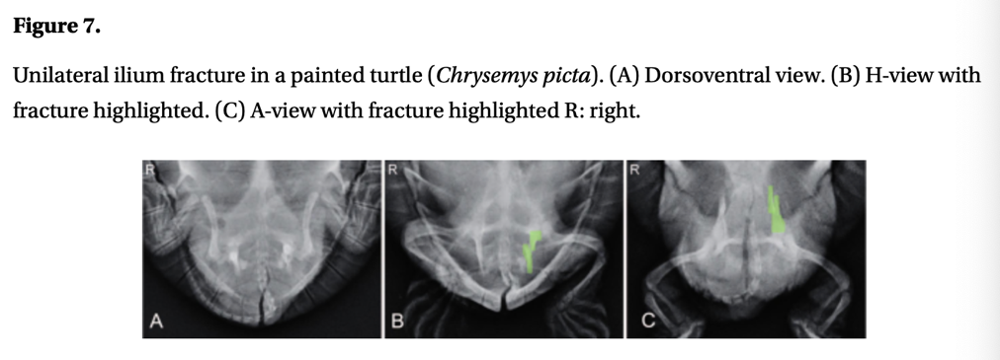 Figure 7.
Unilateral ilium fracture in a painted turtle (Chrysemys picta). (A) Dorsoventral view. (B) H-view with
fracture highlighted. (C) A-view with fracture highlighted R: right.
R R R
A B C